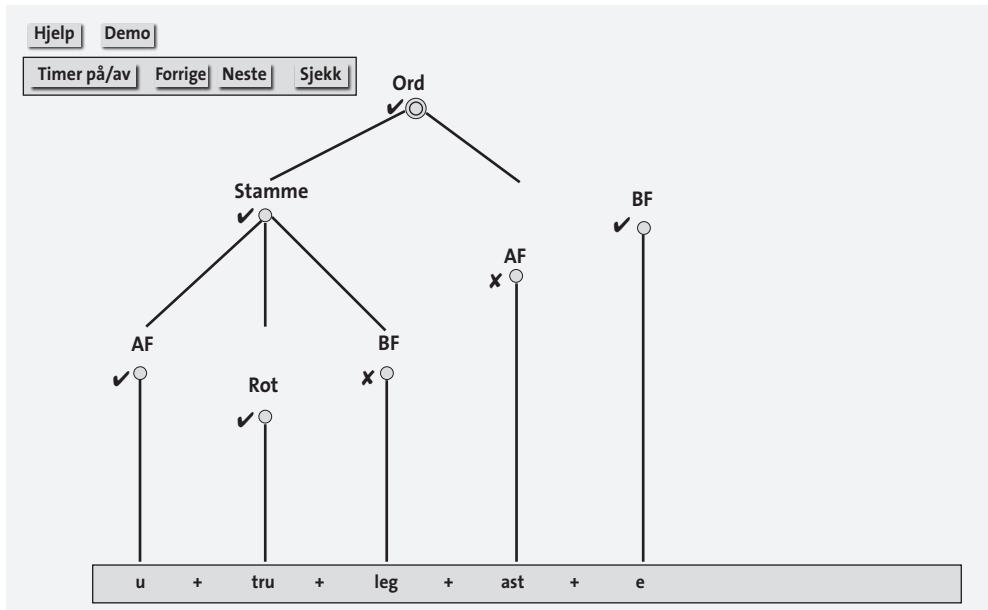 Hjelp Demo
Timer på/av Forrige Neste Sjekk
Ord
✔
Stamme
✔
BF
✔
AF
✘
AF
✔
BF
✘
Rot
✔
u + tru + leg + ast + e